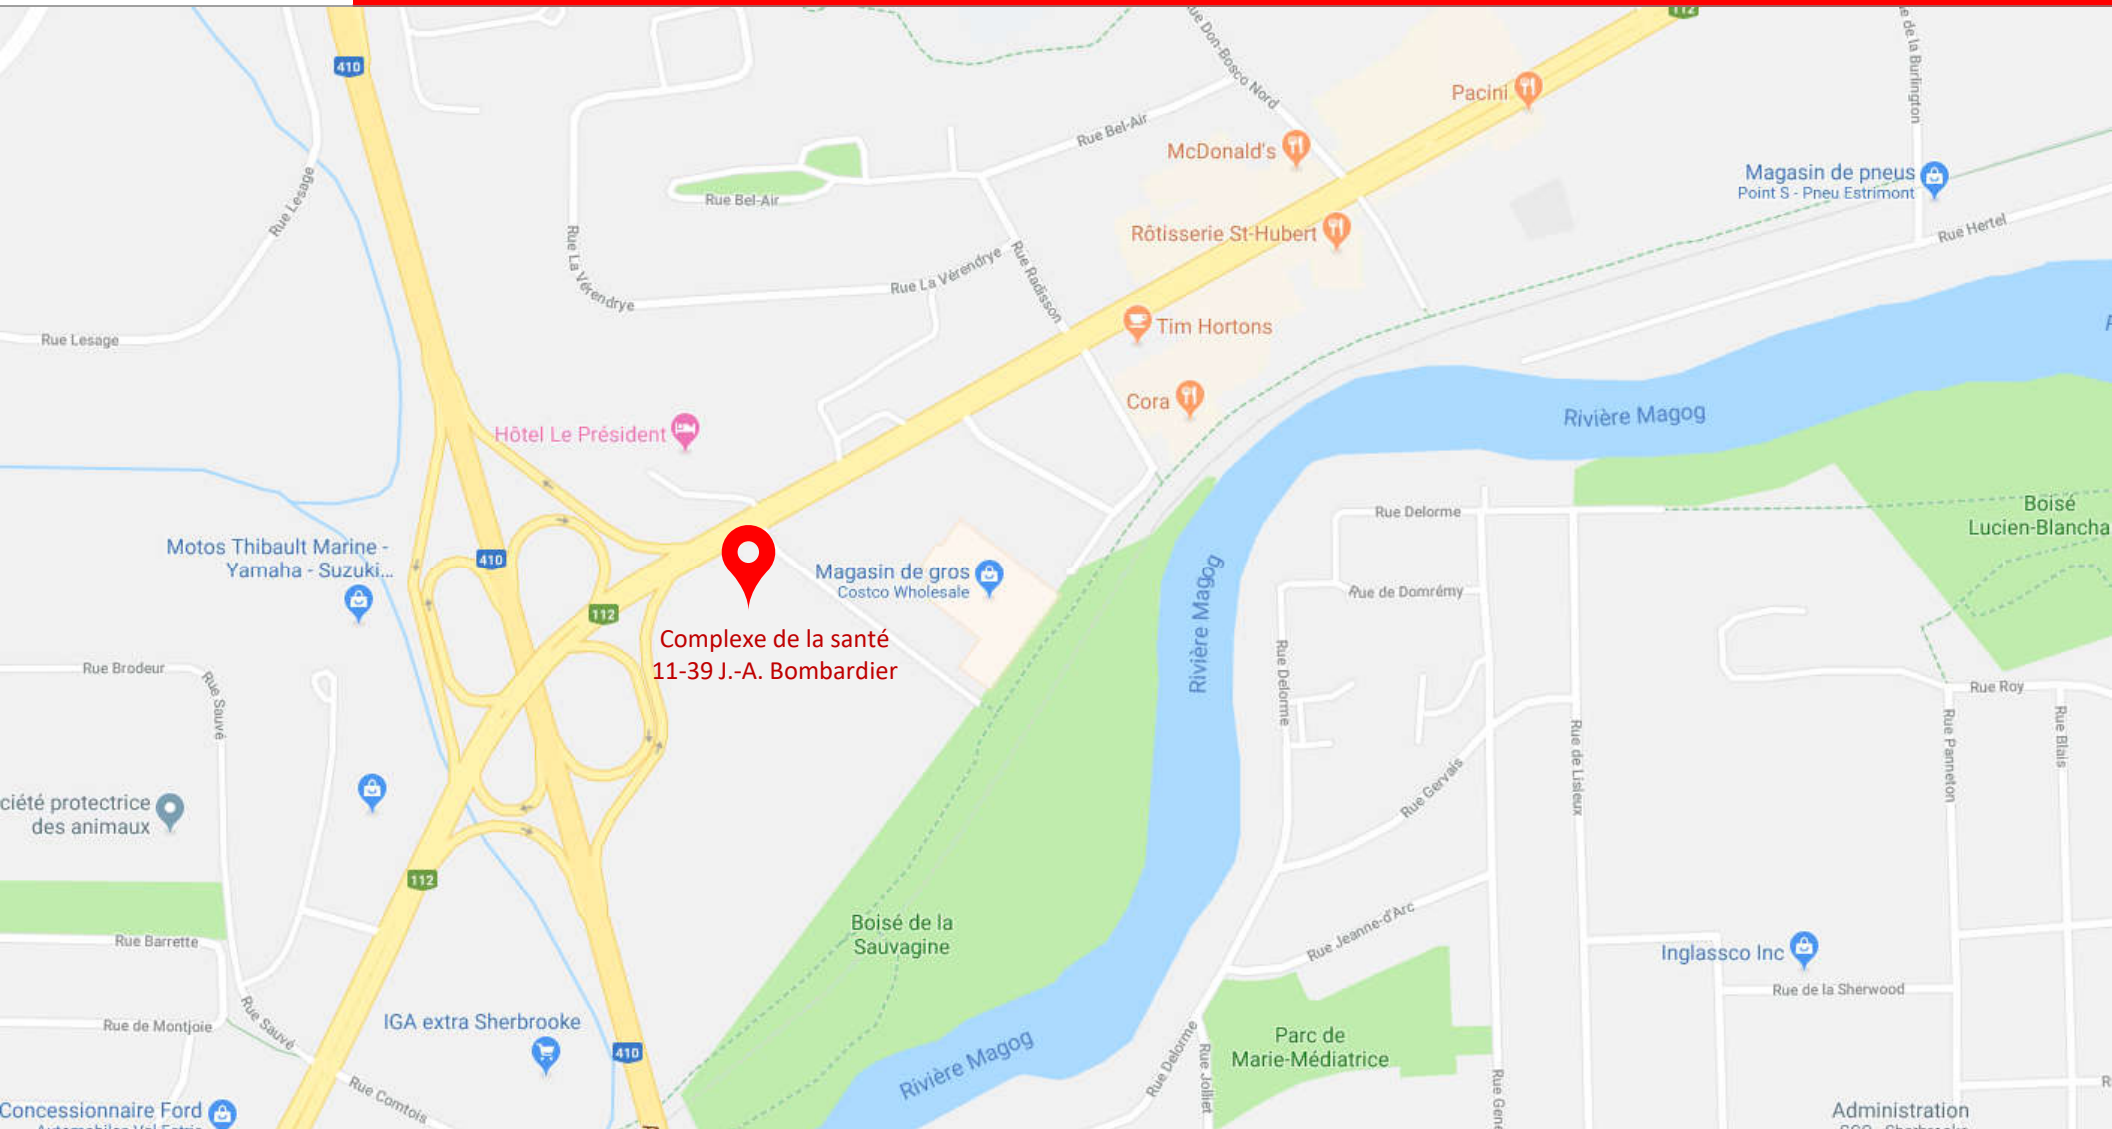 112
410
Rue Don-Bosco Nord
Pacini
de la Burlington
Rue Bel-Air
McDonald's
Magasin de pneus
Point S - Pneu Estrimont
Rue Lesage
Rue Bel-Air
Rôtisserie St-Hubert
Rue Hertel
Rue La Vérendrye
Rue La Vérendrye
Rue Radisson
Tim Hortons
Rue Lesage
Cora
Rivière Magog
Hôtel Le Président
Boisé
Lucien-Blancha
Rue Delorme
Motos Thibault Marine -
Yamaha - Suzuki...
410
Magasin de gros
Costco Wholesale
Rivière Magog
Rue de Domrémy
112
Complexe de la santé
11-39 J.-A. Bombardier
Rue Brodeur
Rue Sauvé
Rue Delorme
Rue Roy
Rue de Lisieux
Rue Panneton
Rue Blais
Rue Gervais
ciété protectrice
des animaux
112
Boisé de la
Sauvagine
Rue Jeanne-d'Arc
Rue Barrette
Inglassco Inc
Rue de la Sherwood
Rue de Montjoie
Rue Sauvé
IGA extra Sherbrooke
410
Rivière Magog
Rue Delorme
Rue Jolliet
Parc de
Marie-Médiatrice
Rue Gene
Rue Comtois
Concessionnaire Ford
Administration